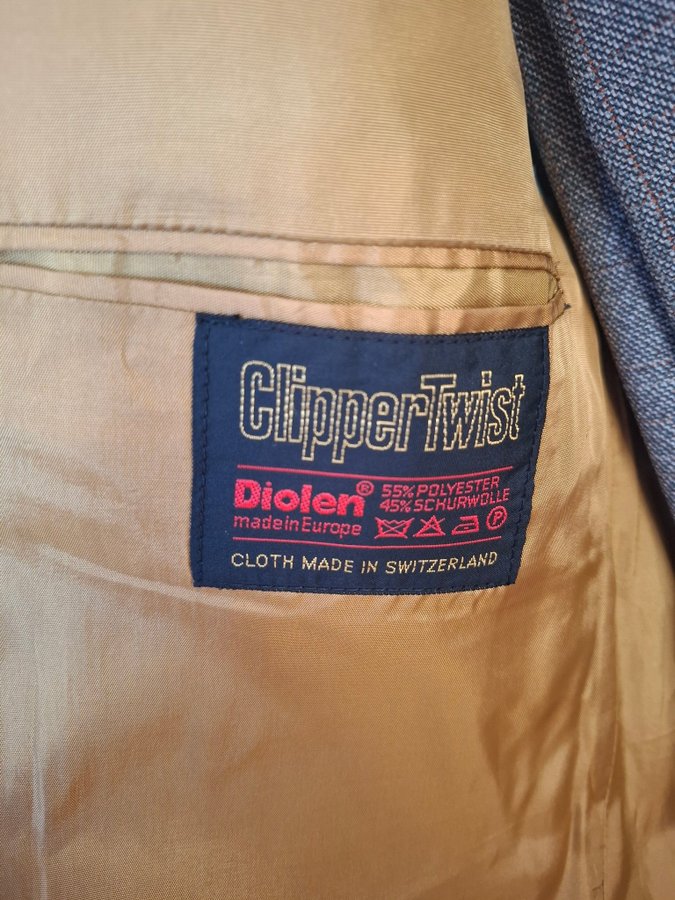 ClipperTwist
Diolen® 55% POLYESTER
45% SCHURWOLLE
made in Europe P
CLOTH MADE IN SWITZERLAND